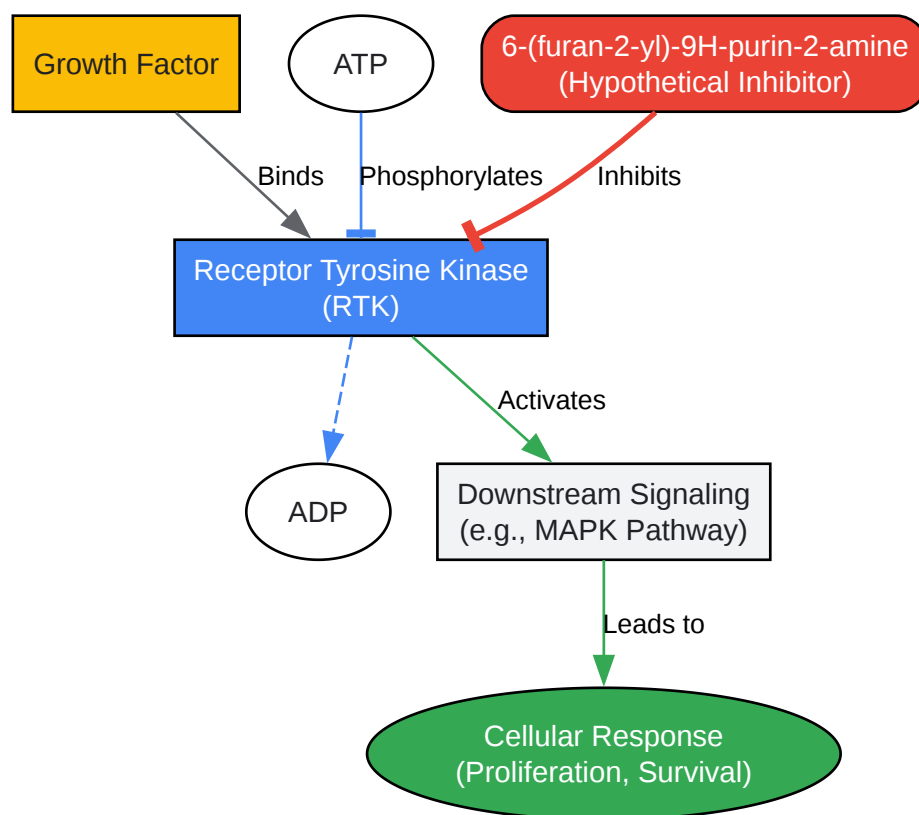 Growth Factor
ATP
6-(furan-2-yl)-9H-purin-2-amine
(Hypothetical Inhibitor)
Binds
Phosphorylates
Inhibits
Receptor Tyrosine Kinase
(RTK)
Activates
ADP
Downstream Signaling
(e.g., MAPK Pathway)
Leads to
Cellular Response
(Proliferation, Survival)